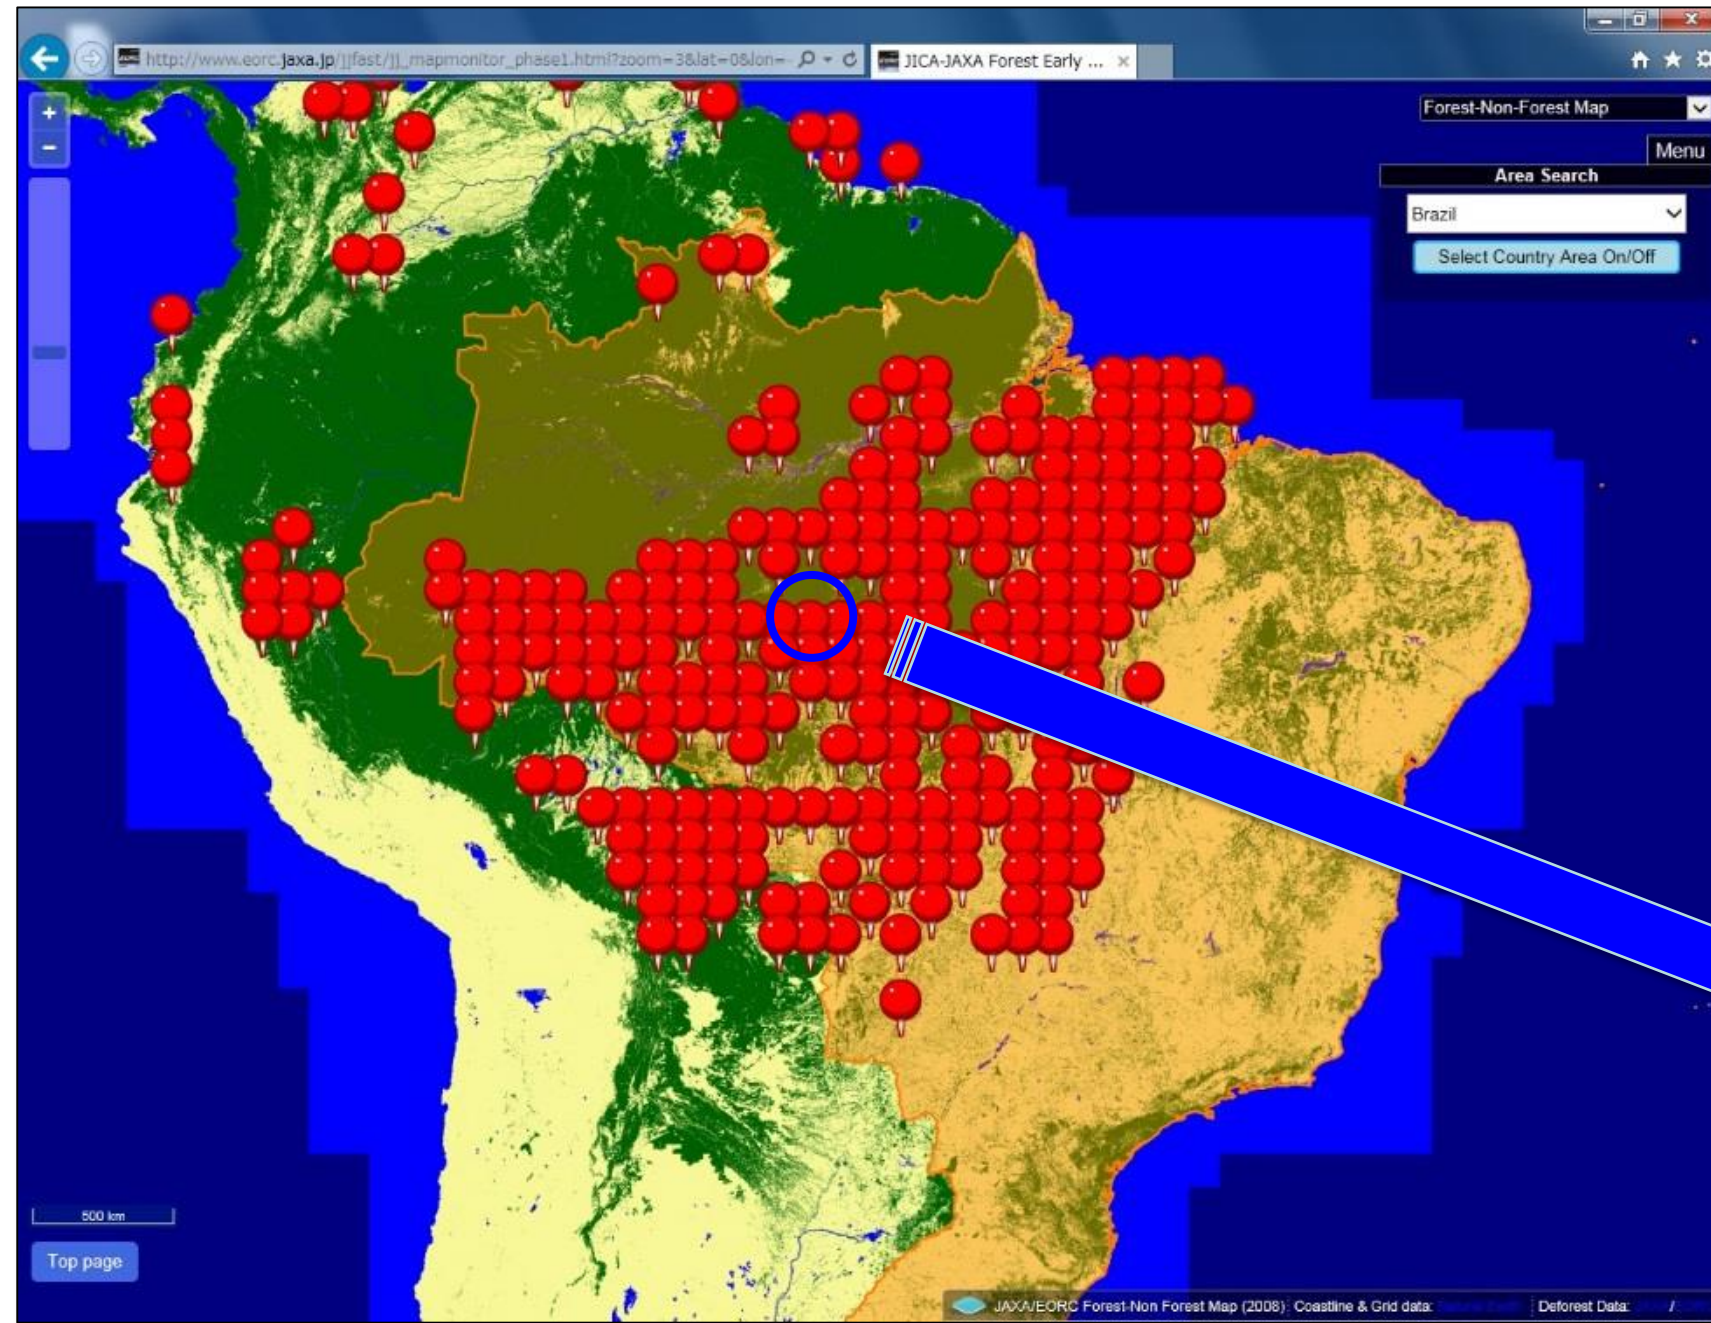 http://www.eorc.jaxa.jp/jjfast/jj_mapmonitor_phase1.html?zoom=3&lat=0&lon=-
JICA-JAXA Forest Early ...
+
−
Forest-Non-Forest Map
Menu
Area Search
Brazil
Select Country Area On/Off
500 km
Top page
JAXA/EORC Forest-Non Forest Map (2008) Coastline & Grid data: Deforest Data: /